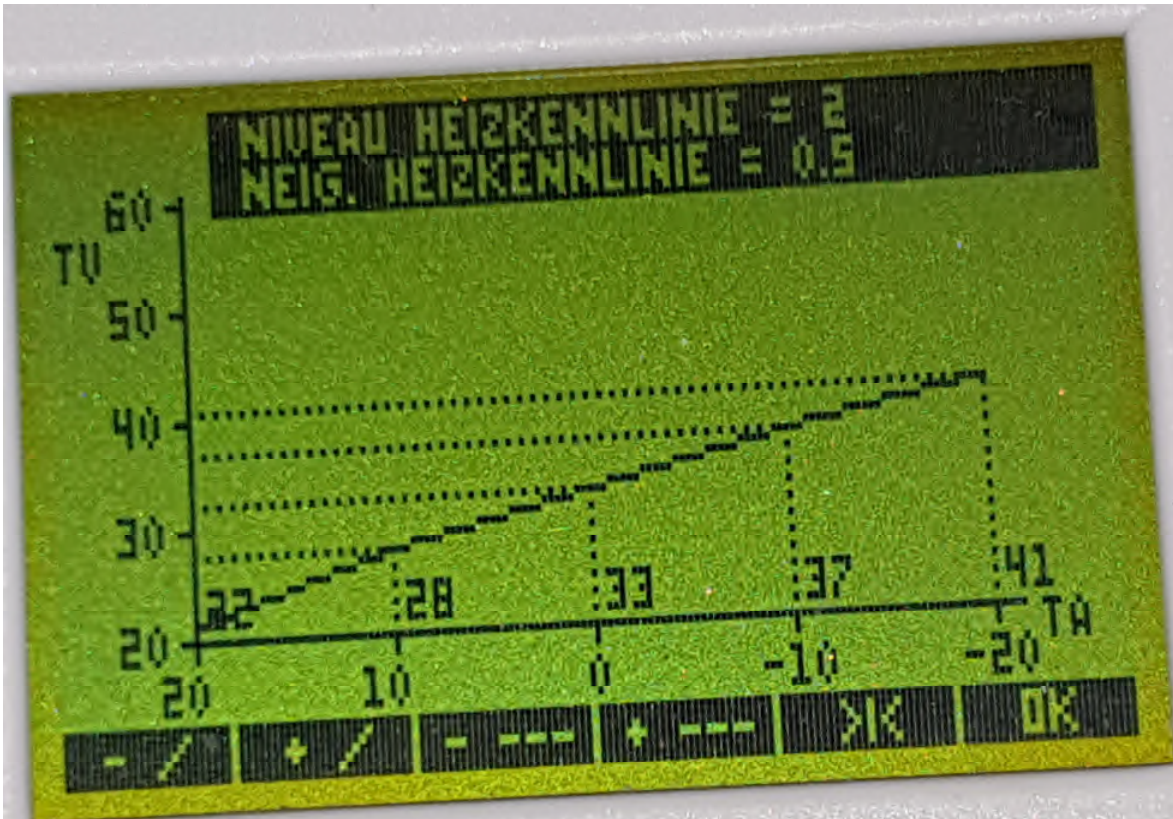 NIVEAU HEIZKENNLINIE = 2
NEIG. HEIZKENNLINIE = 0.5
60
TV
50
40
30
22 28 33 37 41
20 TA
20 10 0 -10 -20
- / + / - --- + --- >|< OK